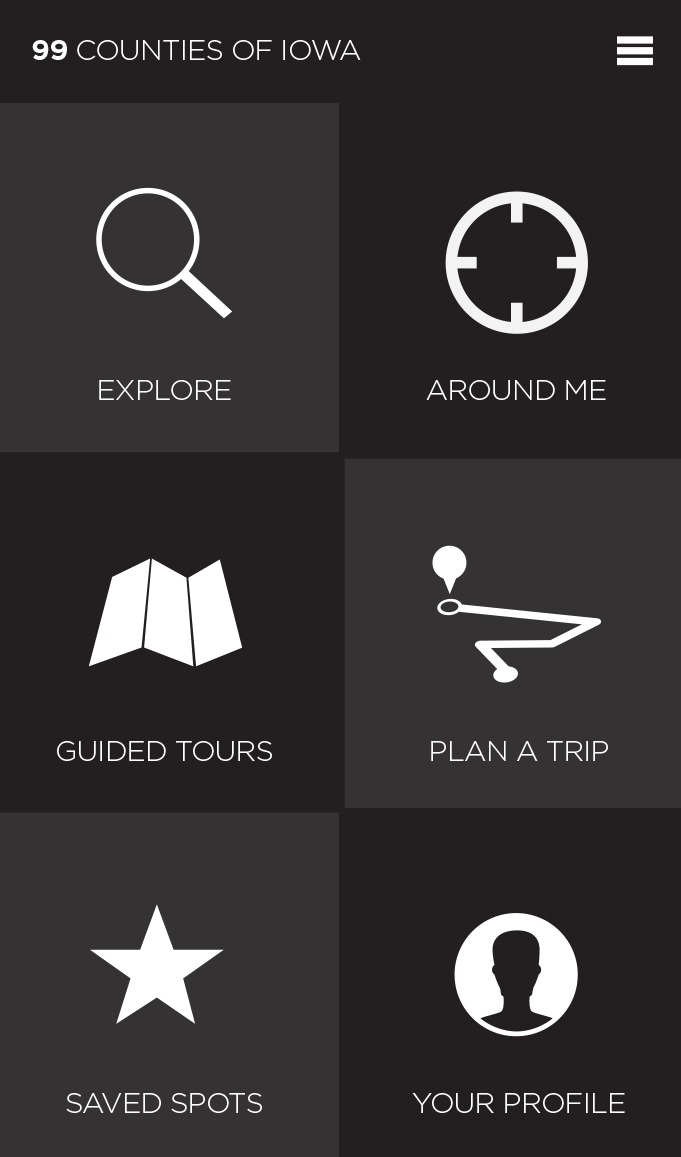 99 COUNTIES OF IOWA
EXPLORE
AROUND ME
GUIDED TOURS
PLAN A TRIP
SAVED SPOTS
YOUR PROFILE